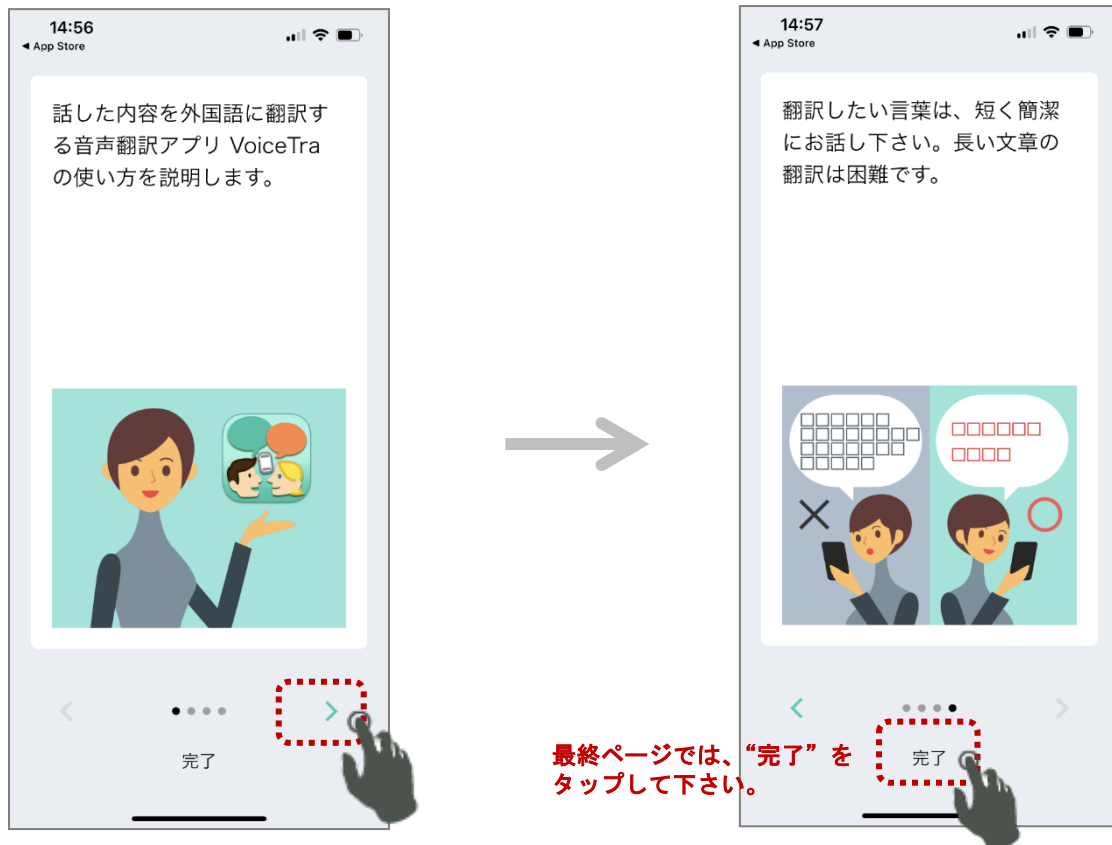 14:56
◀ App Store
話した内容を外国語に翻訳す
る音声翻訳アプリ VoiceTra
の使い方を説明します。
完了
14:57
◀ App Store
翻訳したい言葉は、短く簡潔
にお話し下さい。長い文章の
翻訳は困難です。
最終ページでは、“完了” を
タップして下さい。
完了